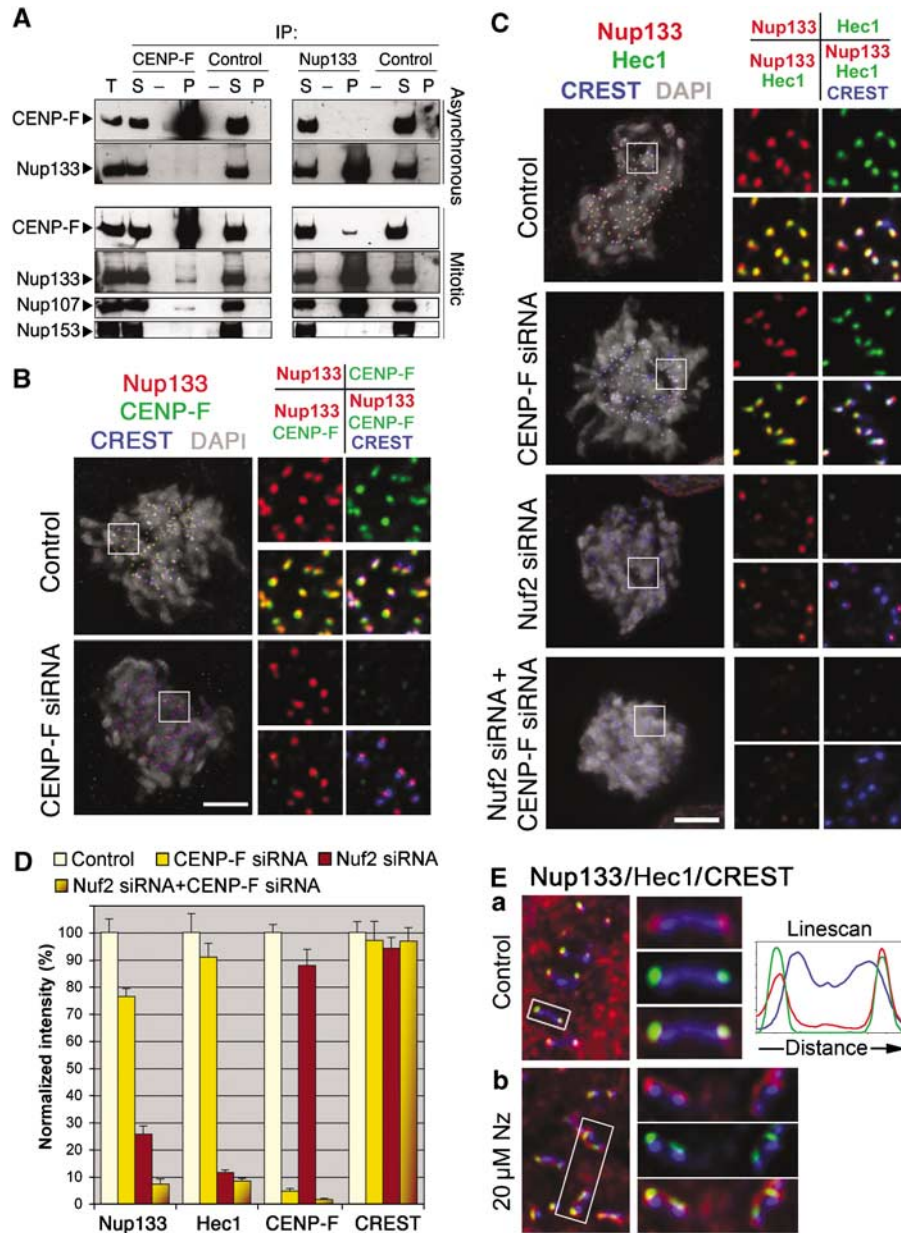 A
IP:
CENP-F Control Nup133 Control
T S – P – S P S – P – S P
CENP-F
Nup133
Asynchronous
CENP-F
Nup133
Nup107
Nup153
Mitotic
B
Nup133
CENP-F
CREST DAPI
Nup133 CENP-F
Nup133 Nup133
CENP-F CENP-F
CREST
Control
CENP-F siRNA
C
Nup133
Hec1
CREST DAPI
Nup133 Hec1
Nup133 Nup133
Hec1 Hec1
CREST
Control
CENP-F siRNA
Nuf2 siRNA
Nuf2 siRNA +
CENP-F siRNA
D
Control CENP-F siRNA Nuf2 siRNA
Nuf2 siRNA+CENP-F siRNA
Normalized intensity (%)
100
90
80
70
60
50
40
30
20
10
0
Nup133 Hec1 CENP-F CREST
E Nup133/Hec1/CREST
a
Control
Linescan
Distance
b
20 µM Nz